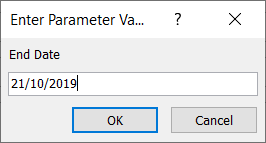 Enter Parameter Va...
End Date
21/10/2019
OK
Cancel